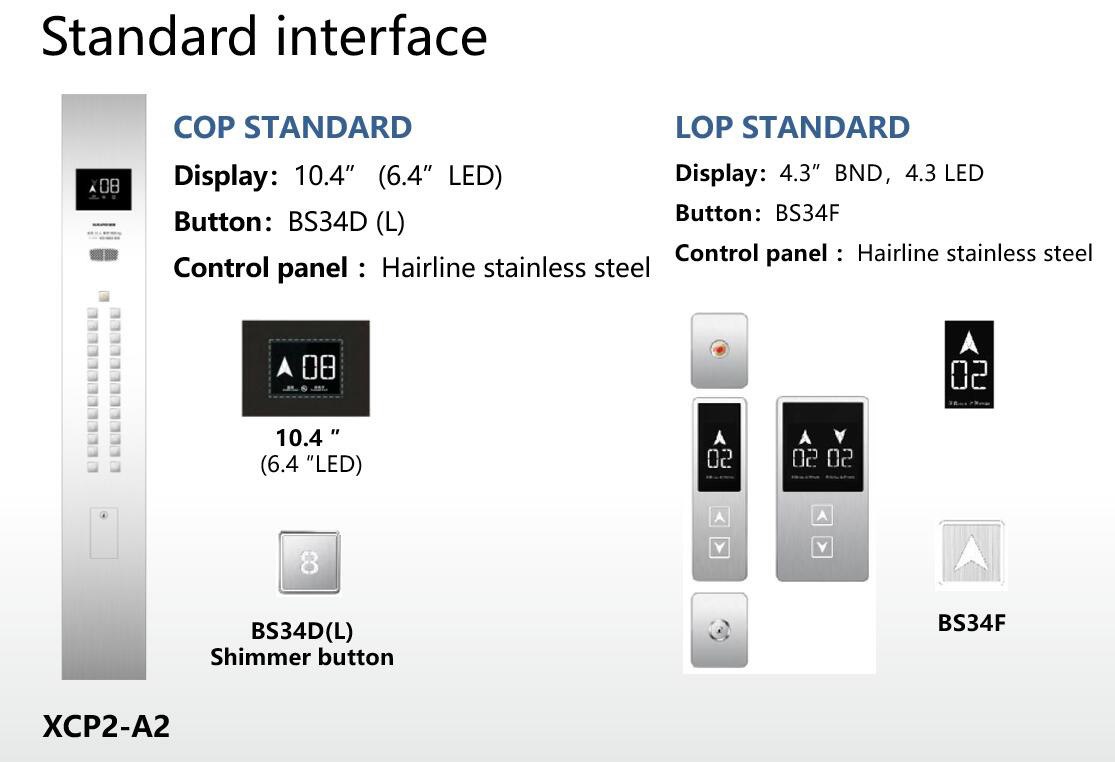 Standard interface
COP STANDARD
Display: 10.4” (6.4” LED)
Button: BS34D (L)
Control panel : Hairline stainless steel
LOP STANDARD
Display: 4.3” BND, 4.3 LED
Button: BS34F
Control panel : Hairline stainless steel
08
08
10.4 ”
(6.4 ”LED)
8
BS34D(L)
Shimmer button
02
02 02
02
BS34F
XCP2-A2